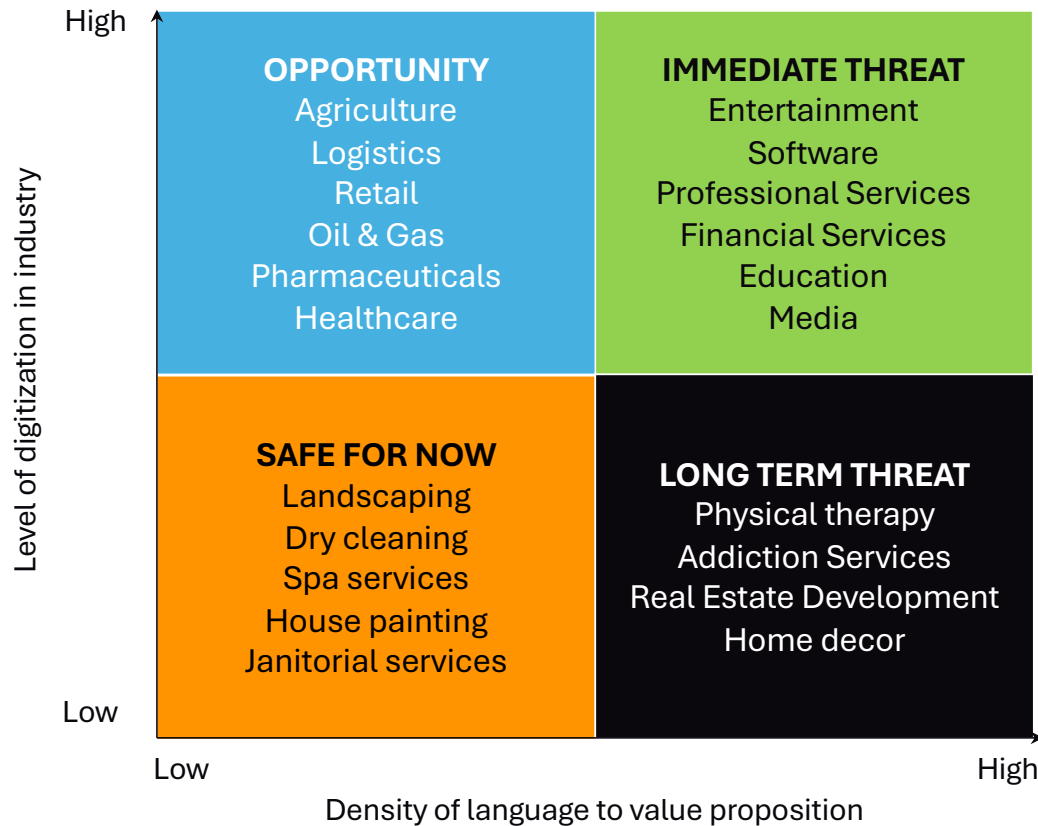 High
Level of digitization in industry
OPPORTUNITY
Agriculture
Logistics
Retail
Oil & Gas
Pharmaceuticals
Healthcare
IMMEDIATE THREAT
Entertainment
Software
Professional Services
Financial Services
Education
Media
SAFE FOR NOW
Landscaping
Dry cleaning
Spa services
House painting
Janitorial services
LONG TERM THREAT
Physical therapy
Addiction Services
Real Estate Development
Home decor
Low
Low
High
Density of language to value proposition